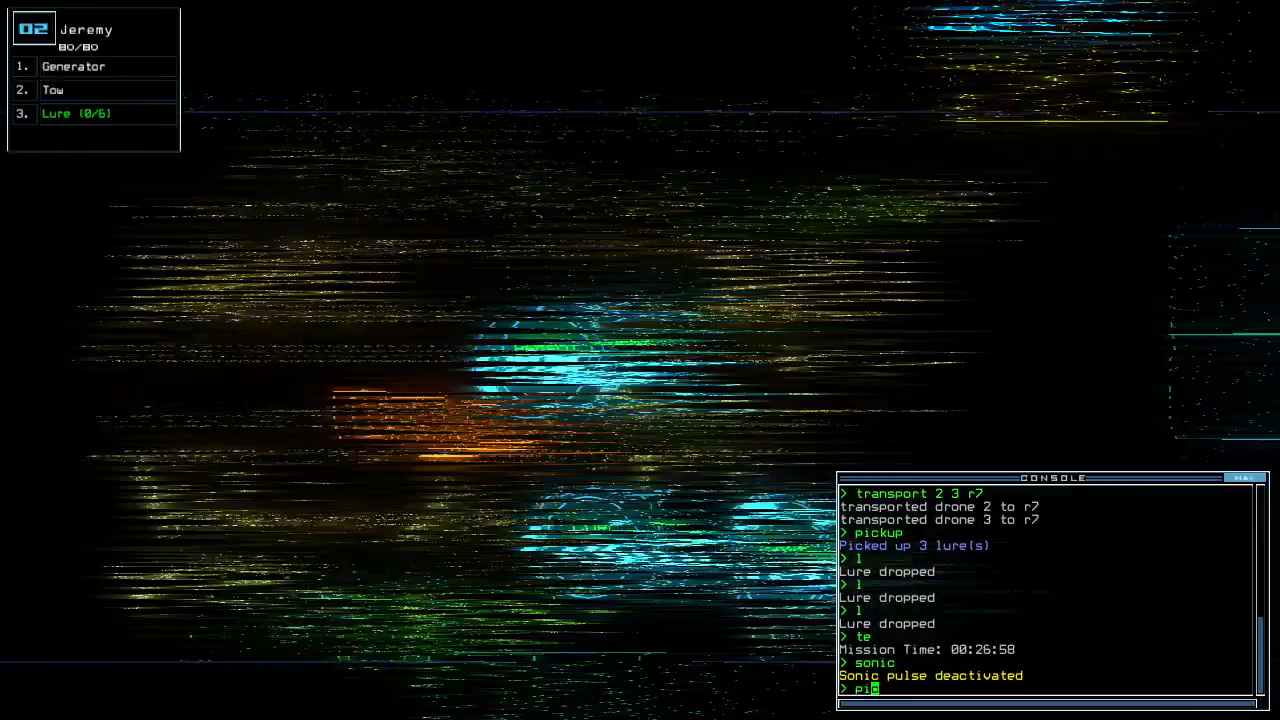 02 Jeremy
80/80
1. Generator
2. Tow
3. Lure (0/6)
CONSOLE
> transport 2 3 r7
transported drone 2 to r7
transported drone 3 to r7
> pickup
Picked up 3 lure(s)
> l
Lure dropped
> l
Lure dropped
> l
Lure dropped
> te
Mission Time: 00:26:58
> sonic
Sonic pulse deactivated
> pic